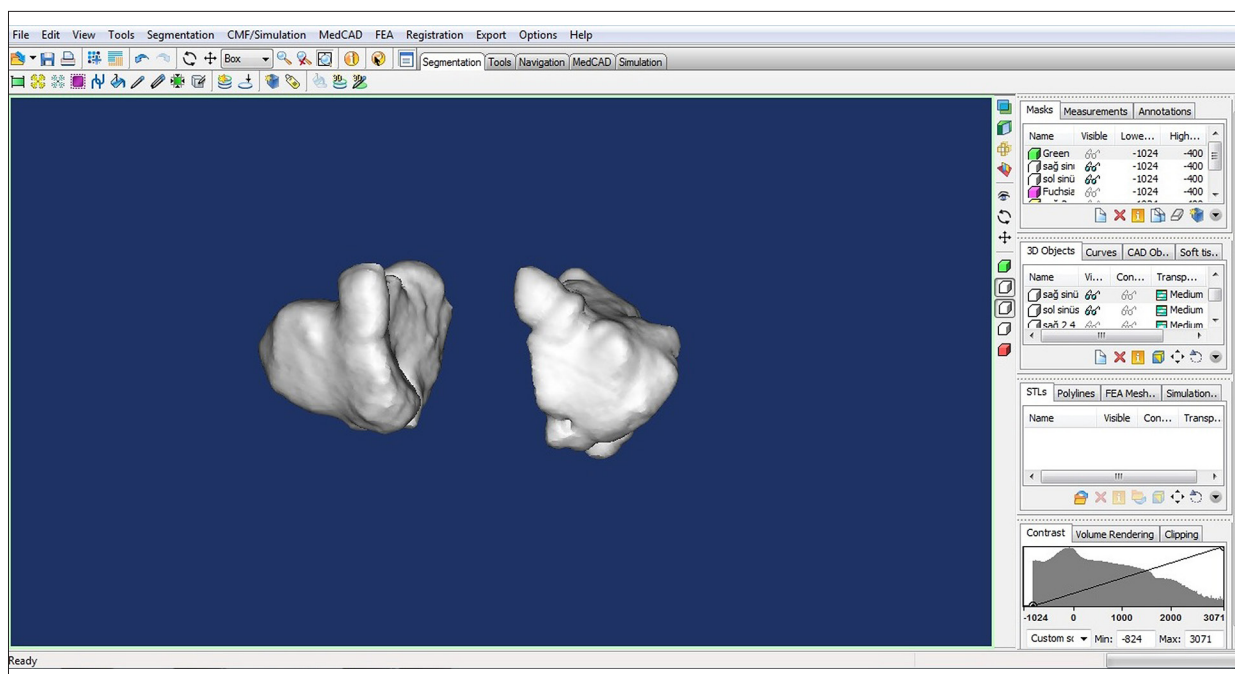 File Edit View Tools Segmentation CMF/Simulation MedCAD FEA Registration Export Options Help
Box Segmentation Tools Navigation MedCAD Simulation
Masks Measurements Annotations
Name Visible Lowe... High...
Green -1024 -400
sağ sin -1024 -400
sol sinü -1024 -400
Fuchsia -1024 -400
3D Objects Curves CAD Ob.. Soft tis..
Name Vi... Con... Transp...
sağ sinü Medium
sol sinüs Medium
sağ 2.4 Medium
STLs Polylines FEA Mesh.. Simulation..
Name Visible Con... Transp..
Contrast Volume Rendering Clipping
-1024 0 1000 2000 3071
Custom sc Min: -824 Max: 3071
Ready